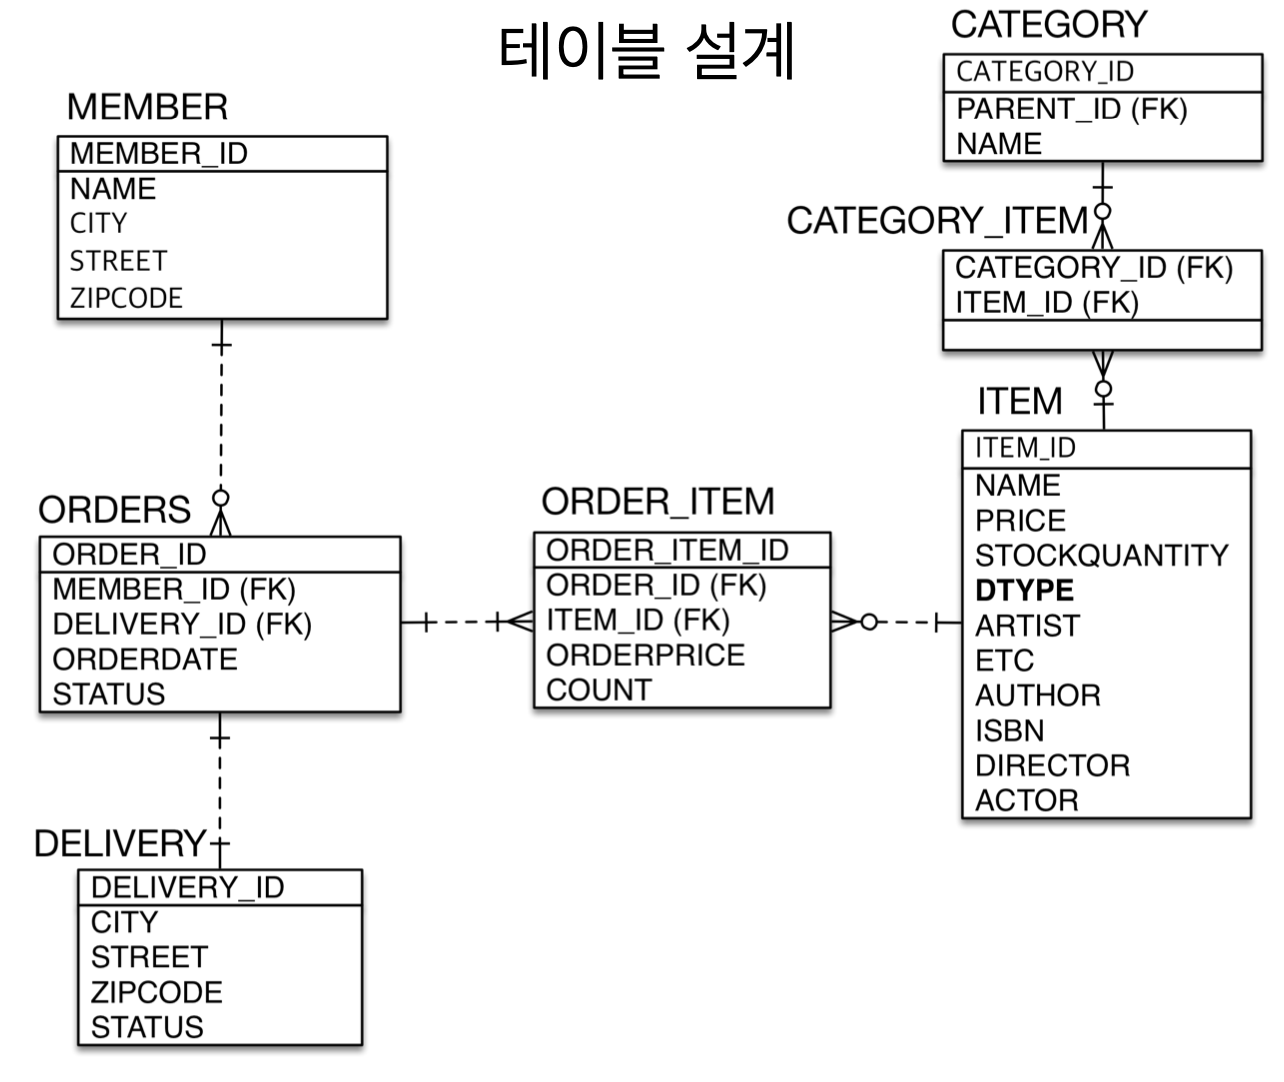 테이블 설계
MEMBER
MEMBER_ID
NAME
CITY
STREET
ZIPCODE
ORDERS
ORDER_ID
MEMBER_ID (FK)
DELIVERY_ID (FK)
ORDERDATE
STATUS
DELIVERY
DELIVERY_ID
CITY
STREET
ZIPCODE
STATUS
ORDER_ITEM
ORDER_ITEM_ID
ORDER_ID (FK)
ITEM_ID (FK)
ORDERPRICE
COUNT
CATEGORY
CATEGORY_ID
PARENT_ID (FK)
NAME
CATEGORY_ITEM
CATEGORY_ID (FK)
ITEM_ID (FK)
ITEM
ITEM_ID
NAME
PRICE
STOCKQUANTITY
DTYPE
ARTIST
ETC
AUTHOR
ISBN
DIRECTOR
ACTOR